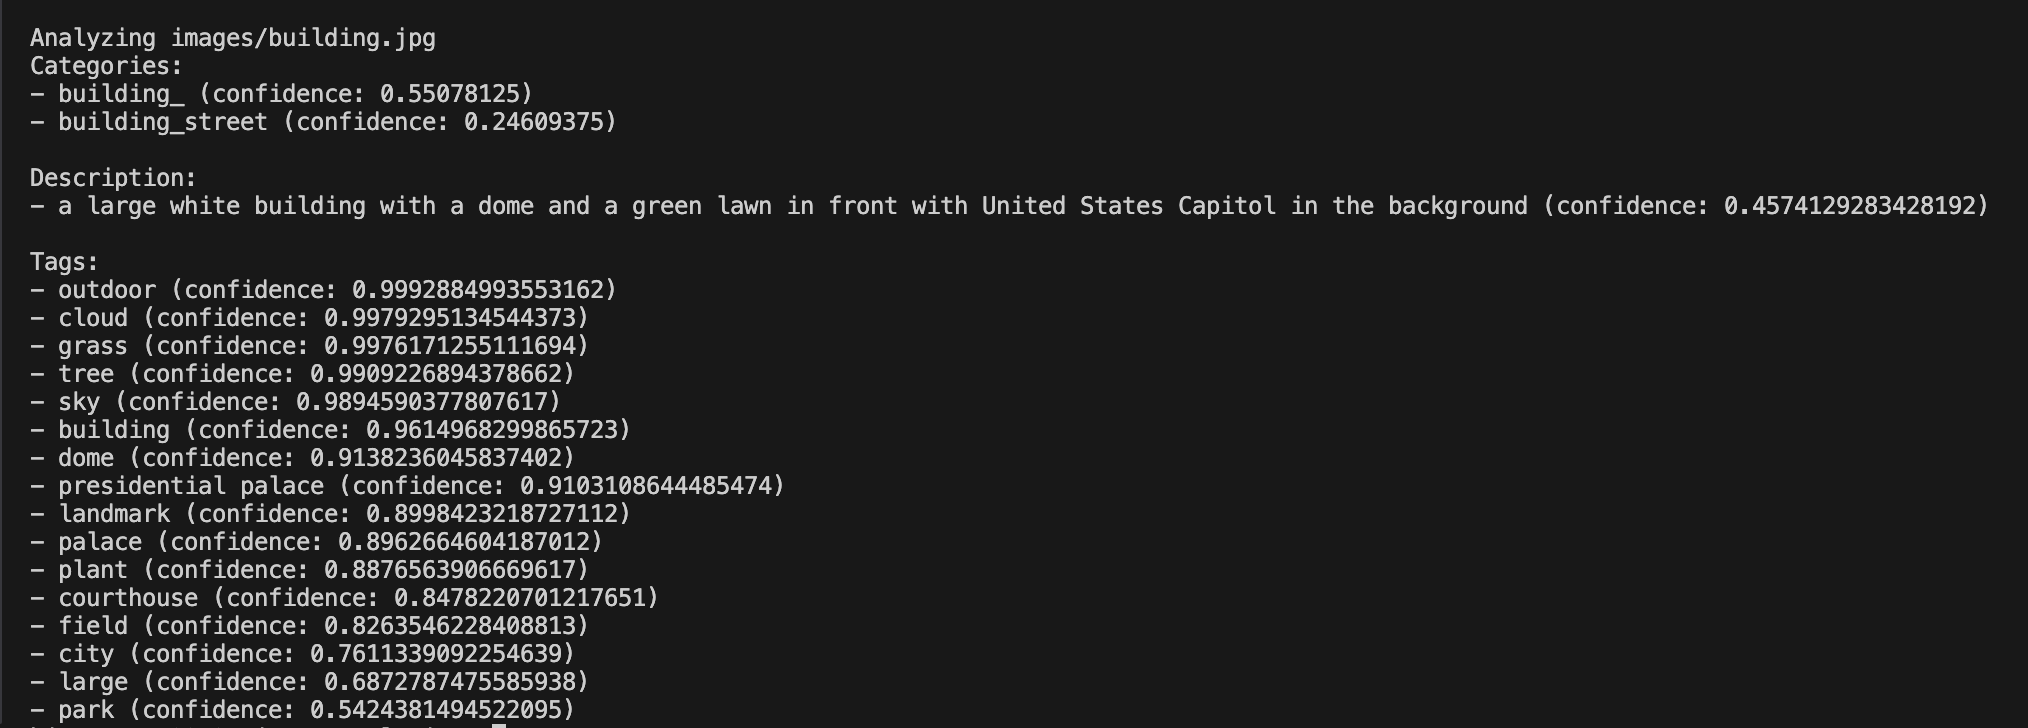 Analyzing images/building.jpg
Categories:
- building_ (confidence: 0.55078125)
- building_street (confidence: 0.24609375)
Description:
- a large white building with a dome and a green lawn in front with United States Capitol in the background (confidence: 0.4574129283428192)
Tags:
- outdoor (confidence: 0.9992884993553162)
- cloud (confidence: 0.9979295134544373)
- grass (confidence: 0.9976171255111694)
- tree (confidence: 0.9909226894378662)
- sky (confidence: 0.9894590377807617)
- building (confidence: 0.9614968299865723)
- dome (confidence: 0.9138236045837402)
- presidential palace (confidence: 0.9103108644485474)
- landmark (confidence: 0.8998423218727112)
- palace (confidence: 0.8962664604187012)
- plant (confidence: 0.8876563906669617)
- courthouse (confidence: 0.8478220701217651)
- field (confidence: 0.8263546228408813)
- city (confidence: 0.7611339092254639)
- large (confidence: 0.6872787475585938)
- park (confidence: 0.5424381494522095)